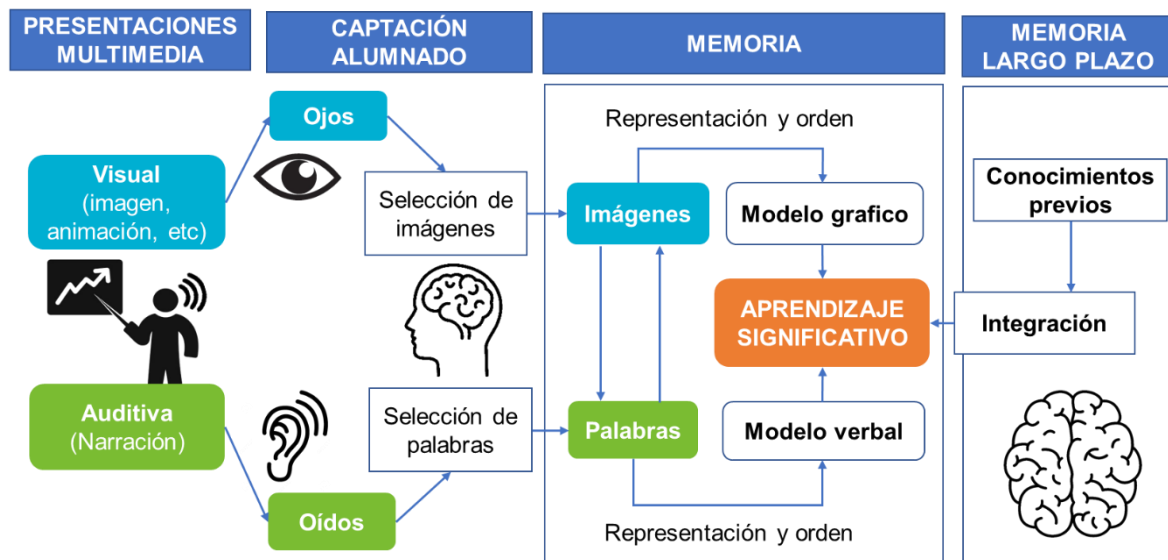 PRESENTACIONES
MULTIMEDIA
CAPTACIÓN
ALUMNADO
MEMORIA
MEMORIA
LARGO PLAZO
Ojos
Visual
(imagen,
animación, etc)
Selección de
imágenes
Auditiva
(Narración)
Selección de
palabras
Oídos
Representación y orden
Imágenes
Modelo grafico
APRENDIZAJE
SIGNIFICATIVO
Palabras
Modelo verbal
Representación y orden
Conocimientos
previos
Integración